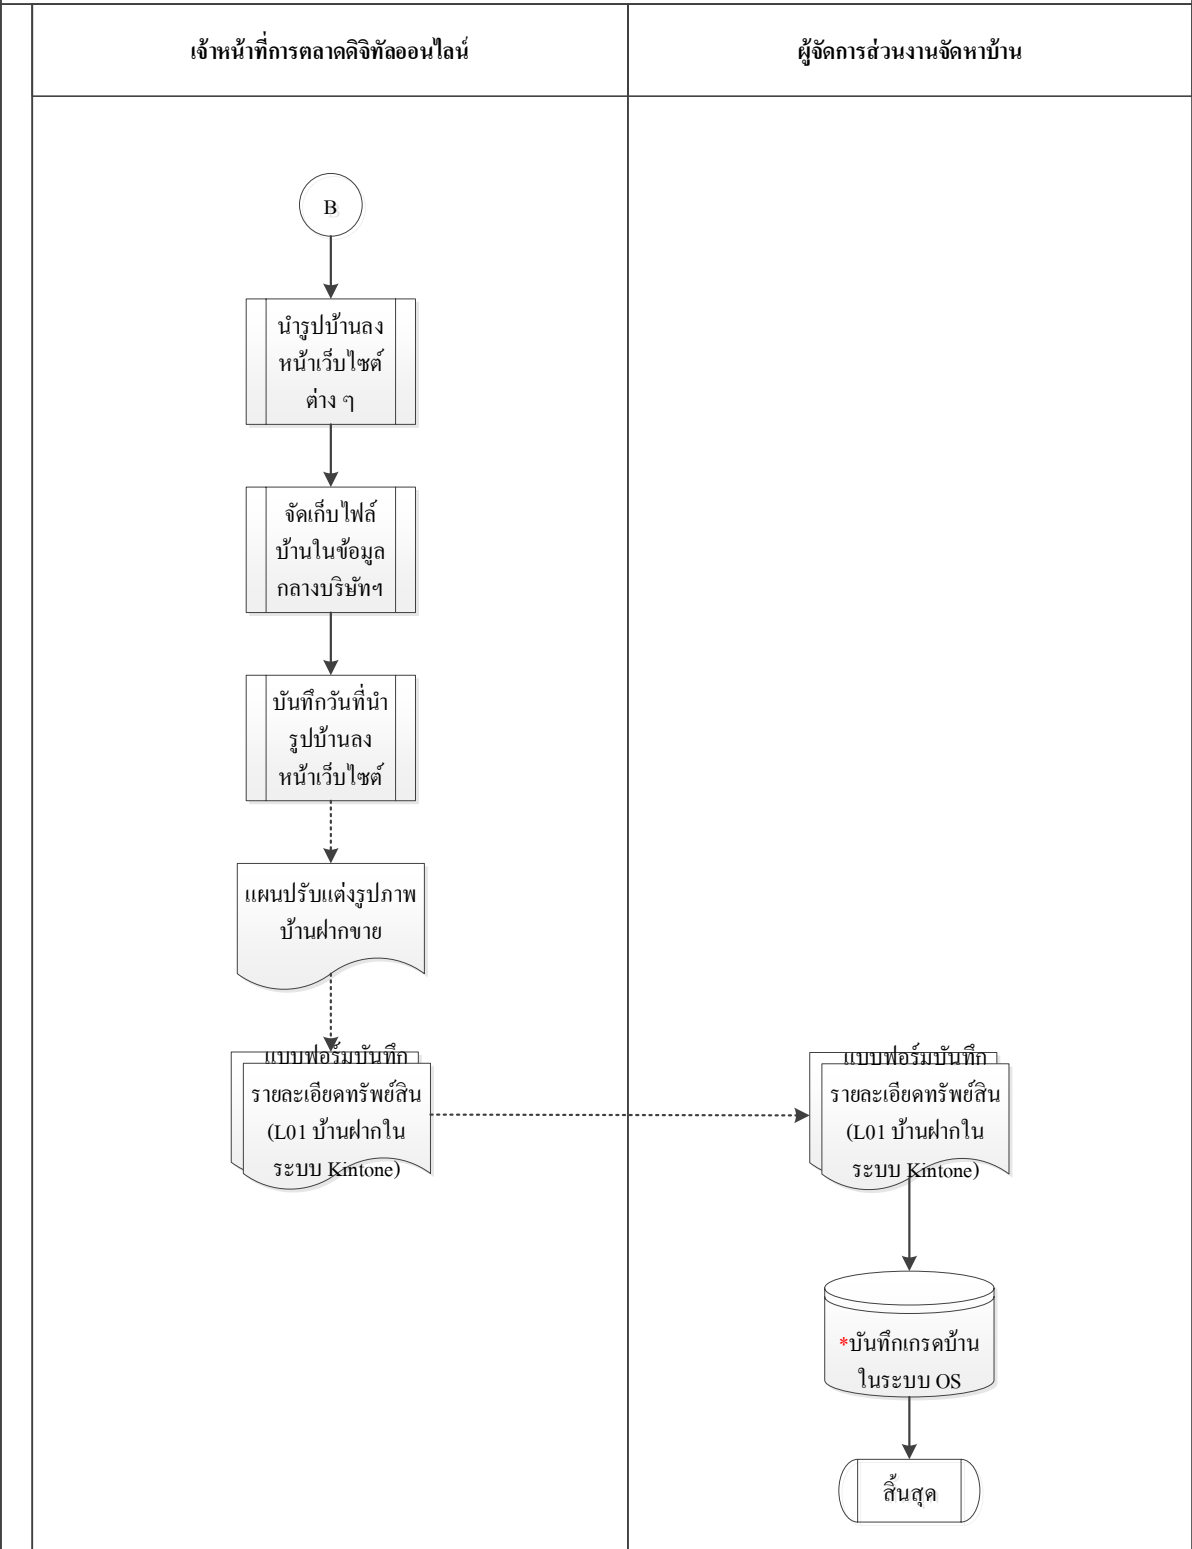 เจ้าหน้าที่การตลาดดิจิทัลออนไลน์
ผู้จัดการส่วนงานจัดหาบ้าน
B
นำรูปบ้านลง
หน้าเว็บไซต์
ต่าง ๆ
จัดเก็บไฟล์
บ้านในข้อมูล
กลางบริษัทฯ
บันทึกวันที่นำ
รูปบ้านลง
หน้าเว็บไซต์
แผนปรับแต่งรูปภาพ
บ้านฝากขาย
แบบฟอร์มบันทึก
รายละเอียดทรัพย์สิน
(L01 บ้านฝากใน
ระบบ Kintone)
แบบฟอร์มบันทึก
รายละเอียดทรัพย์สิน
(L01 บ้านฝากใน
ระบบ Kintone)
*บันทึกเกรดบ้าน
ในระบบ OS
สิ้นสุด